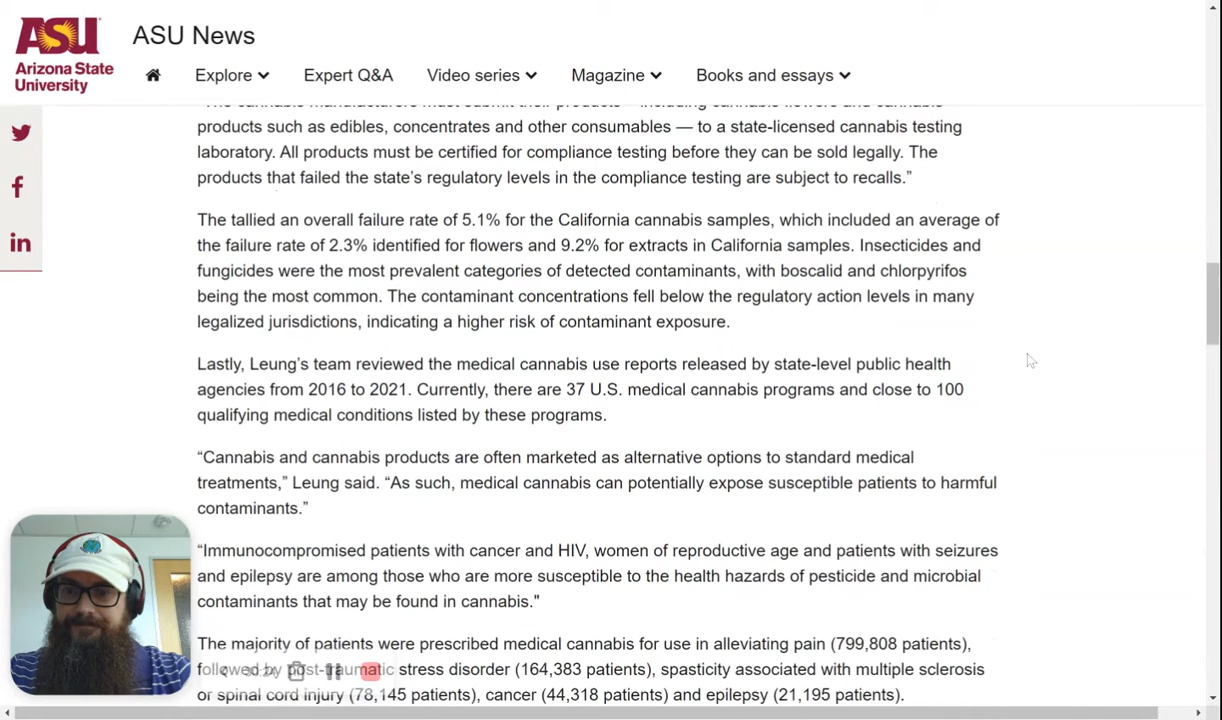 ASU
Arizona State
University
ASU News
Explore
Expert Q&A
Video series
Magazine
Books and essays
products such as edibles, concentrates and other consumables — to a state-licensed cannabis testing
laboratory. All products must be certified for compliance testing before they can be sold legally. The
products that failed the state’s regulatory levels in the compliance testing are subject to recalls.”
The tallied an overall failure rate of 5.1% for the California cannabis samples, which included an average of
the failure rate of 2.3% identified for flowers and 9.2% for extracts in California samples. Insecticides and
fungicides were the most prevalent categories of detected contaminants, with boscalid and chlorpyrifos
being the most common. The contaminant concentrations fell below the regulatory action levels in many
legalized jurisdictions, indicating a higher risk of contaminant exposure.
Lastly, Leung’s team reviewed the medical cannabis use reports released by state-level public health
agencies from 2016 to 2021. Currently, there are 37 U.S. medical cannabis programs and close to 100
qualifying medical conditions listed by these programs.
“Cannabis and cannabis products are often marketed as alternative options to standard medical
treatments,” Leung said. “As such, medical cannabis can potentially expose susceptible patients to harmful
contaminants.”
“Immunocompromised patients with cancer and HIV, women of reproductive age and patients with seizures
and epilepsy are among those who are more susceptible to the health hazards of pesticide and microbial
contaminants that may be found in cannabis."
The majority of patients were prescribed medical cannabis for use in alleviating pain (799,808 patients),
followed by post-traumatic stress disorder (164,383 patients), spasticity associated with multiple sclerosis
or spinal cord injury (78,145 patients), cancer (44,318 patients) and epilepsy (21,195 patients).